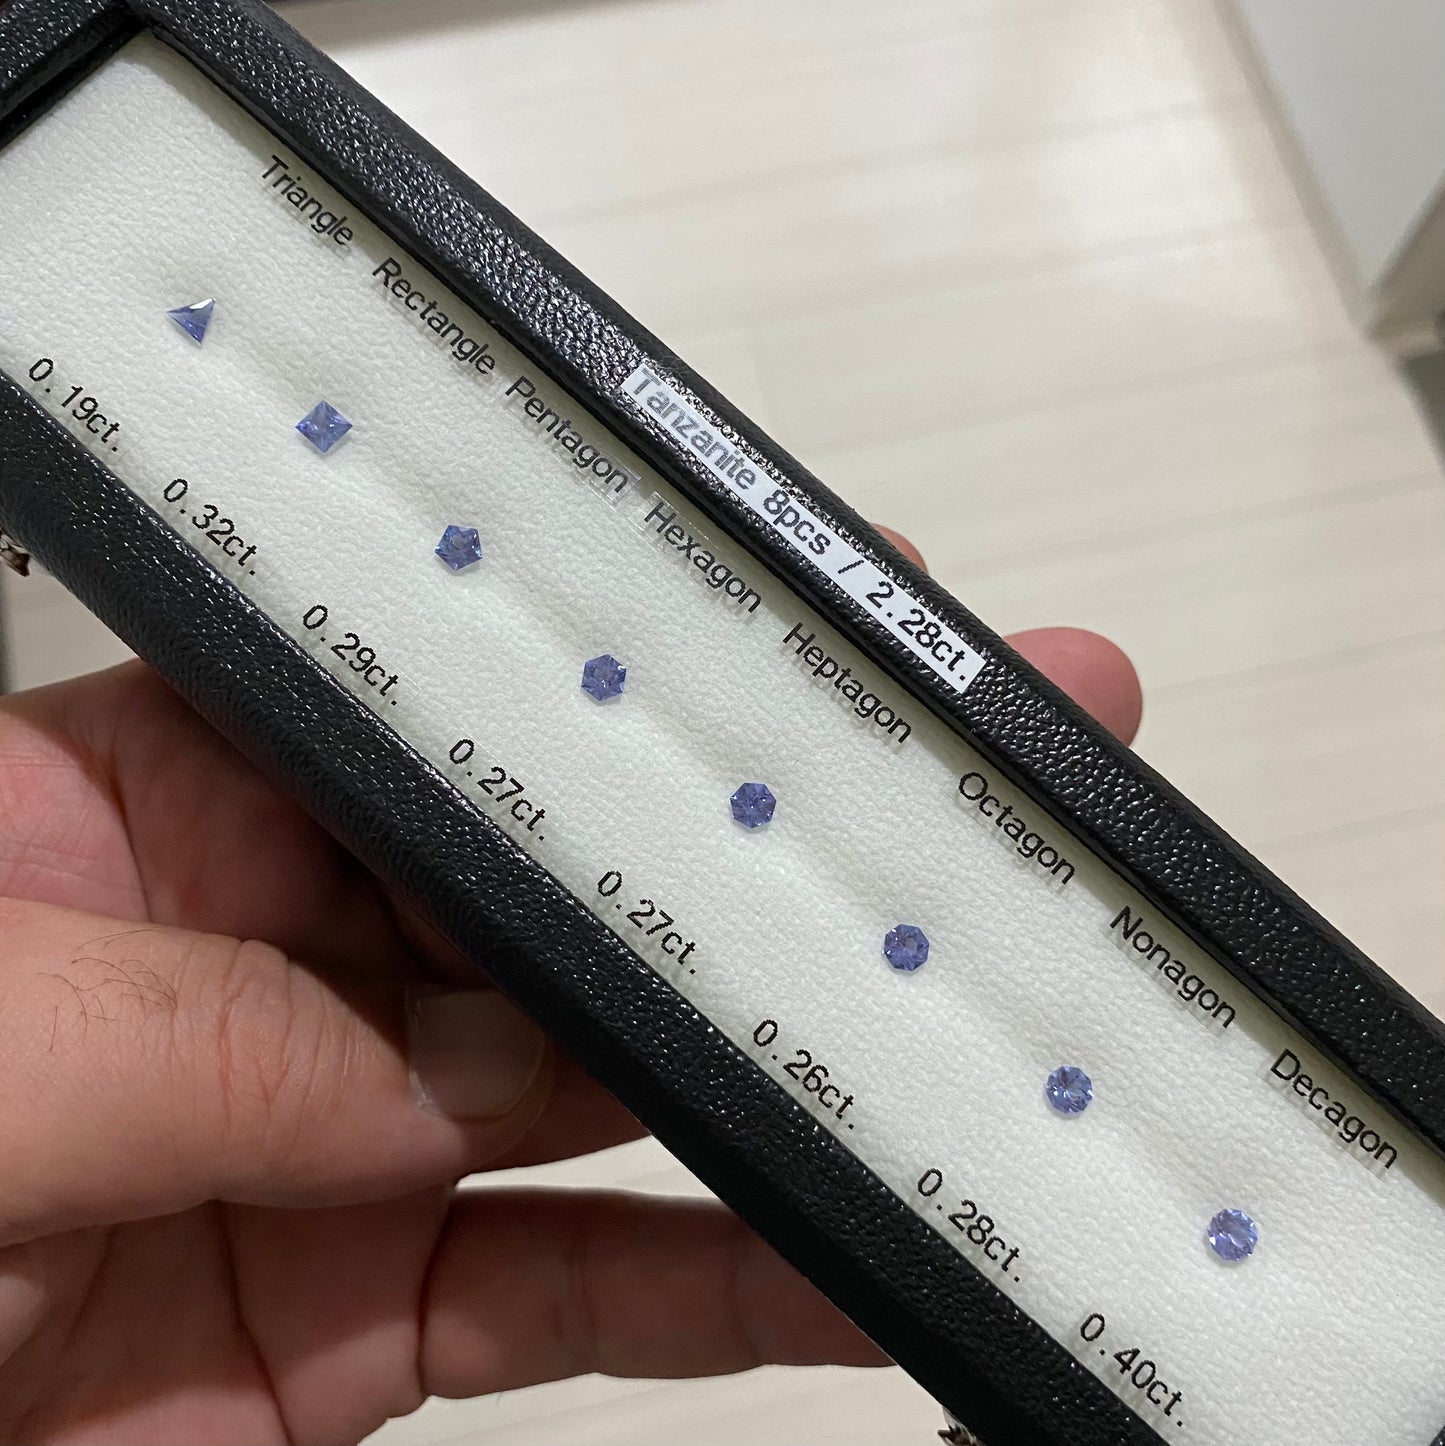 Tanzanite 8pcs / 2.28ct.
Triangle
Rectangle
Pentagon
Hexagon
Heptagon
Octagon
Nonagon
Decagon
0.19ct.
0.32ct.
0.29ct.
0.27ct.
0.27ct.
0.26ct.
0.28ct.
0.40ct.